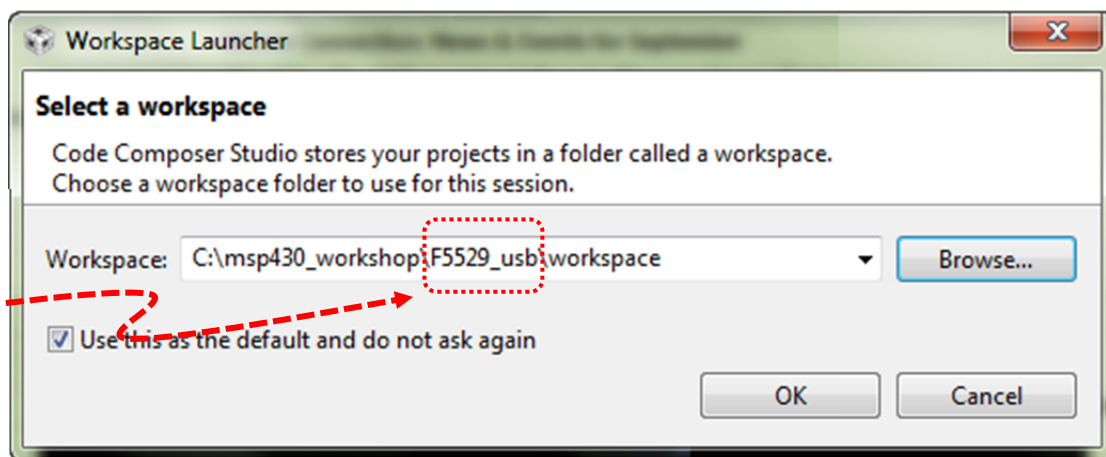 Workspace Launcher
Select a workspace
Code Composer Studio stores your projects in a folder called a workspace.
Choose a workspace folder to use for this session.
Workspace: C:\msp430_workshop\F5529_usb\workspace Browse...
Use this as the default and do not ask again
OK Cancel